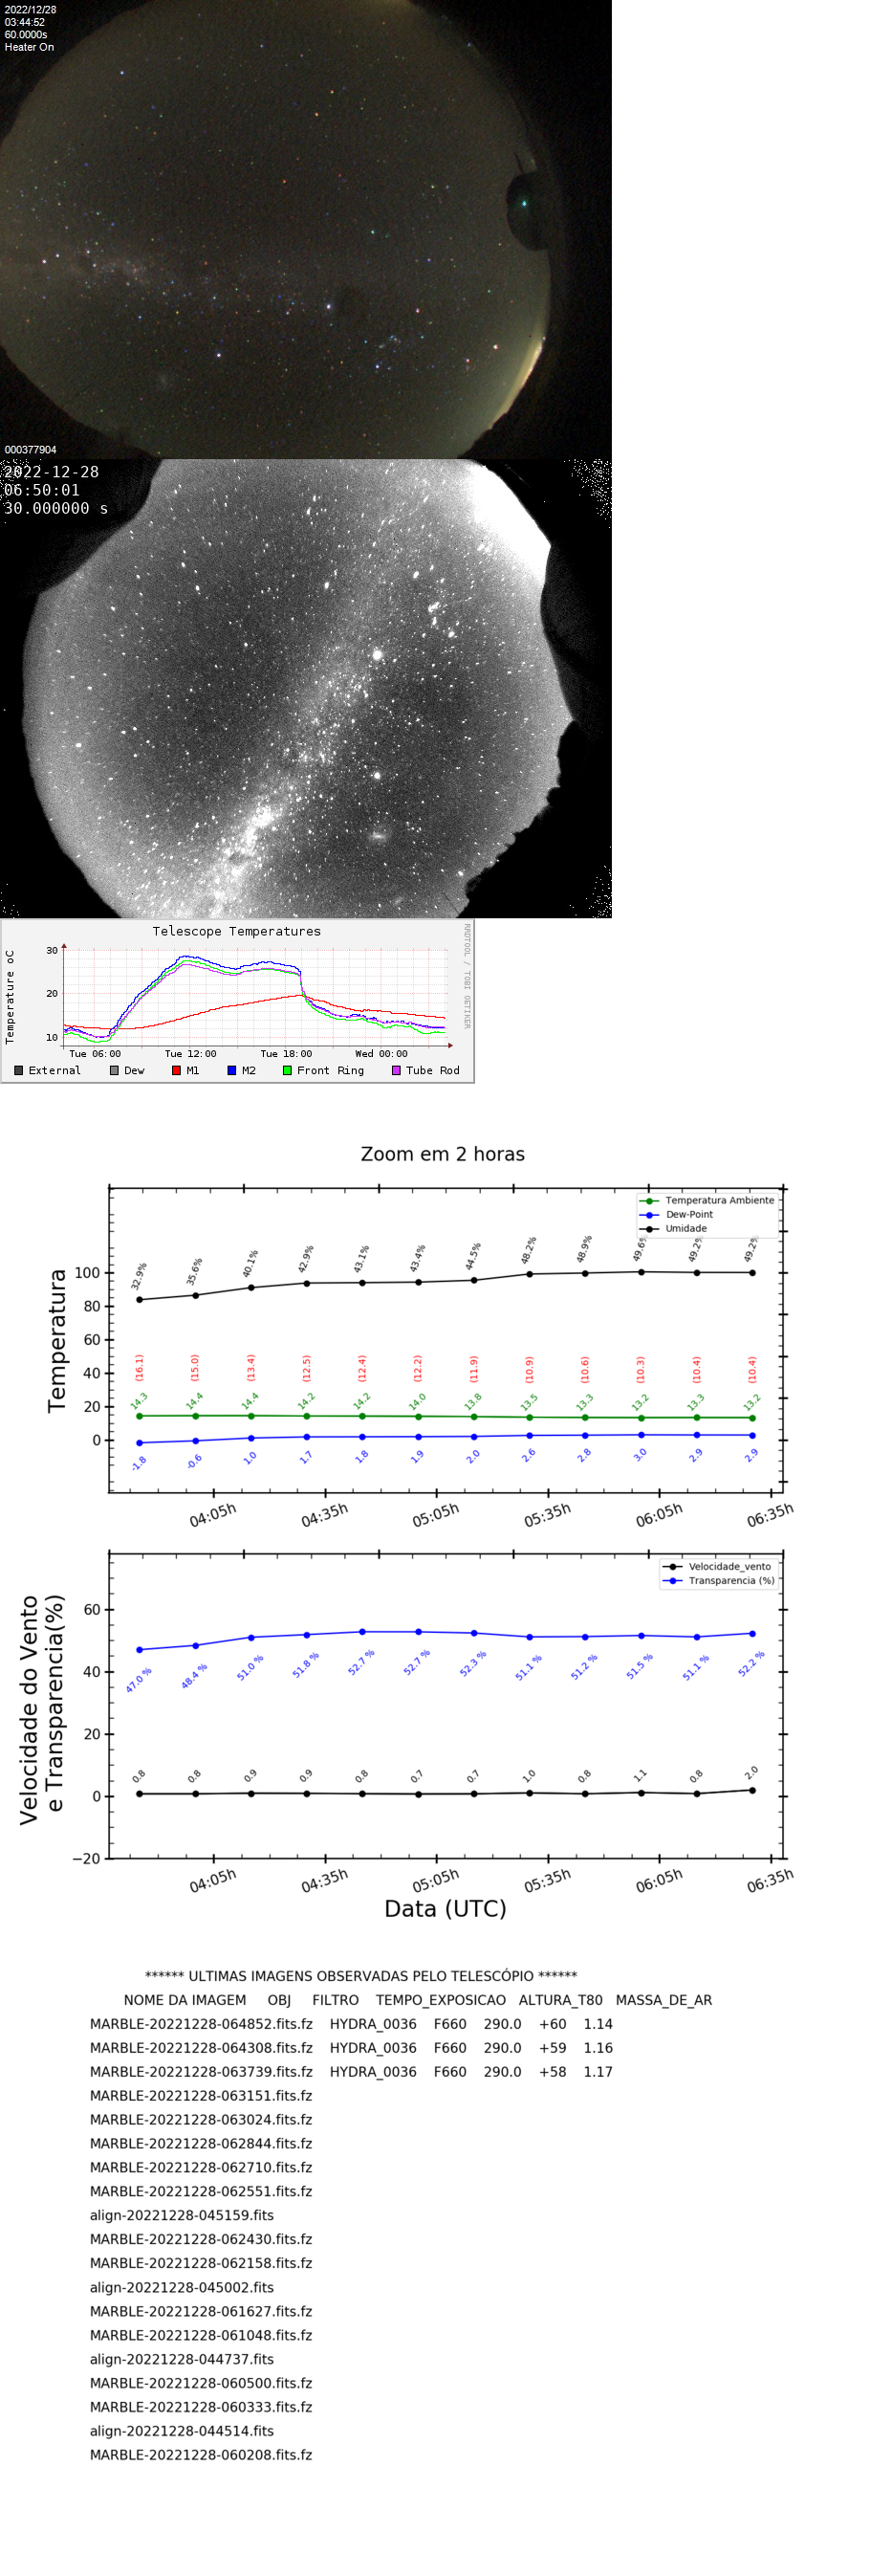 2022/12/28
03:44:52
60.0000s
Heater On
000377904
2022-12-28
06:50:01
30.000000 s
Telescope Temperatures
RRDTOOL / TOBI OETIKER
Temperature oC
30
20
10
Tue 06:00 Tue 12:00 Tue 18:00 Wed 00:00
External Dew M1 M2 Front Ring Tube Rod
Zoom em 2 horas
Temperatura Ambiente
Dew-Point
Umidade
Temperatura
100
80
60
40
20
0
32.9% 35.6% 40.1% 42.9% 43.1% 43.4% 44.5% 48.2% 48.9% 49.6% 49.2% 49.2%
(16.1) (15.0) (13.4) (12.5) (12.4) (12.2) (11.9) (10.9) (10.6) (10.3) (10.4) (10.4)
14.3 14.4 14.4 14.2 14.2 14.0 13.8 13.5 13.3 13.2 13.3 13.2
-1.8 -0.6 1.0 1.7 1.8 1.9 2.0 2.6 2.8 3.0 2.9 2.9
04:05h 04:35h 05:05h 05:35h 06:05h 06:35h
Velocidade_vento
Transparencia (%)
Velocidade do Vento
e Transparencia(%)
60
40
20
0
−20
47.0 % 48.4 % 51.0 % 51.8 % 52.7 % 52.7 % 52.3 % 51.1 % 51.2 % 51.5 % 51.1 % 52.2 %
0.8 0.8 0.9 0.9 0.8 0.7 0.7 1.0 0.8 1.1 0.8 2.0
04:05h 04:35h 05:05h 05:35h 06:05h 06:35h
Data (UTC)
****** ULTIMAS IMAGENS OBSERVADAS PELO TELESCÓPIO ******
NOME DA IMAGEM OBJ FILTRO TEMPO_EXPOSICAO ALTURA_T80 MASSA_DE_AR
MARBLE-20221228-064852.fits.fz HYDRA_0036 F660 290.0 +60 1.14
MARBLE-20221228-064308.fits.fz HYDRA_0036 F660 290.0 +59 1.16
MARBLE-20221228-063739.fits.fz HYDRA_0036 F660 290.0 +58 1.17
MARBLE-20221228-063151.fits.fz
MARBLE-20221228-063024.fits.fz
MARBLE-20221228-062844.fits.fz
MARBLE-20221228-062710.fits.fz
MARBLE-20221228-062551.fits.fz
align-20221228-045159.fits
MARBLE-20221228-062430.fits.fz
MARBLE-20221228-062158.fits.fz
align-20221228-045002.fits
MARBLE-20221228-061627.fits.fz
MARBLE-20221228-061048.fits.fz
align-20221228-044737.fits
MARBLE-20221228-060500.fits.fz
MARBLE-20221228-060333.fits.fz
align-20221228-044514.fits
MARBLE-20221228-060208.fits.fz